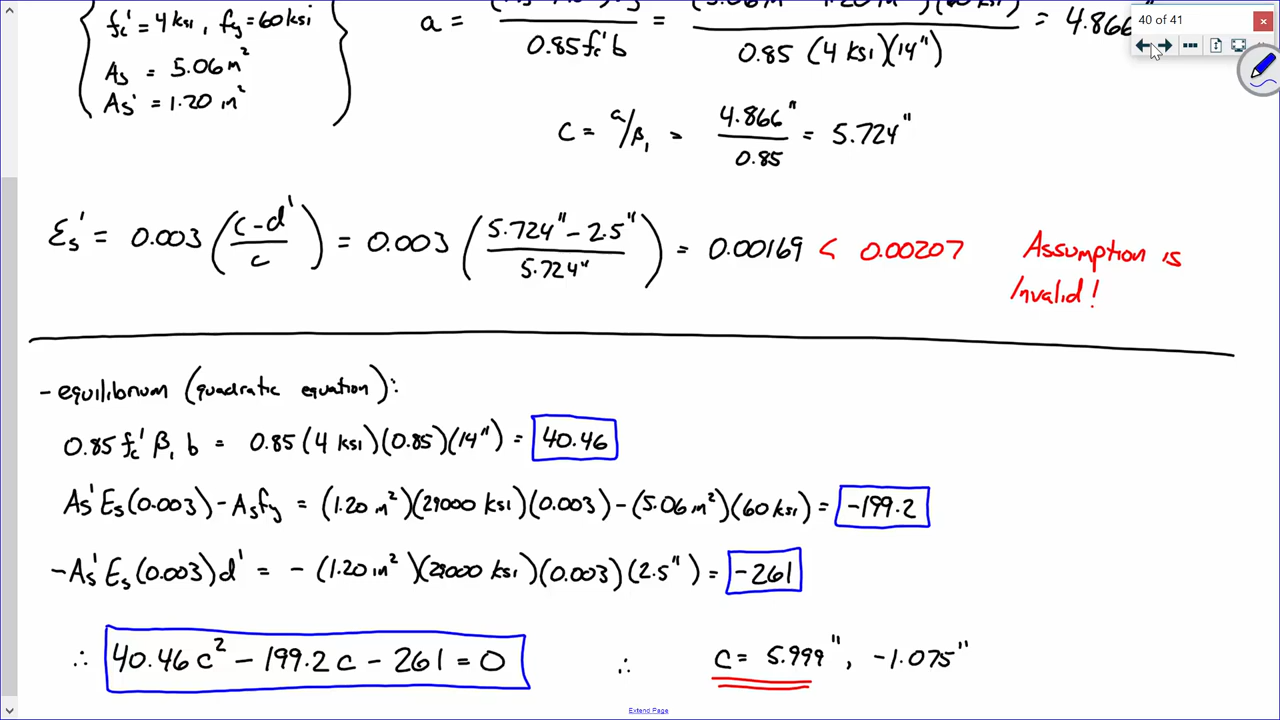 40 of 41
fc' = 4 ksi, fy = 60 ksi
As = 5.06 in²
As' = 1.20 in²
a = = = 4.866
0.85 fc' b
0.85 (4 ksi)(14")
c = a/β₁ = 4.866" / 0.85 = 5.724"
εs' = 0.003 ((c-d')/c) = 0.003 ((5.724" - 2.5")/5.724") = 0.00169 < 0.00207 Assumption is
Invalid!
- equilibrium (quadratic equation):
0.85 fc' β₁ b = 0.85 (4 ksi)(0.85)(14") = 40.46
As' Es (0.003) - As fy = (1.20 in²)(29000 ksi)(0.003) - (5.06 in²)(60 ksi) = -199.2
-As' Es (0.003) d' = - (1.20 in²)(29000 ksi)(0.003)(2.5") = -261
∴ 40.46 c² - 199.2 c - 261 = 0 ∴ c = 5.999", -1.075"
Extend Page